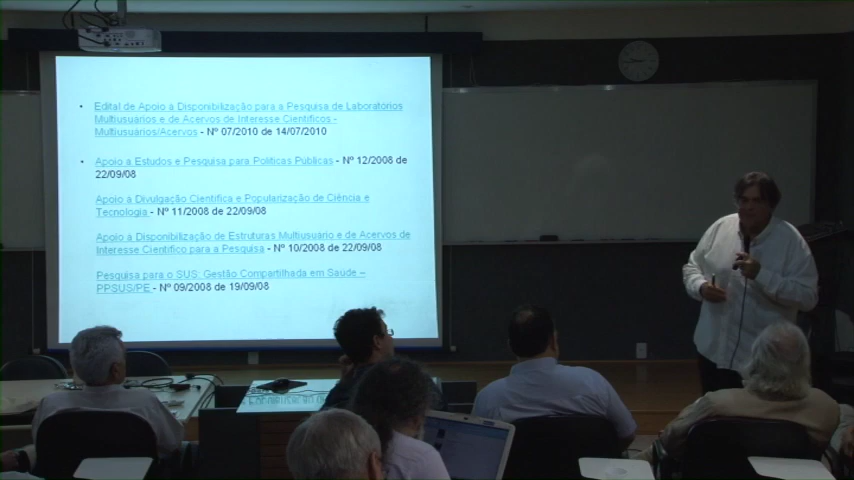 • Edital de Apoio à Disponibilização para a Pesquisa de Laboratórios
Multiusuários e de Acervos de Interesse Científicos -
Multiusuários/Acervos - Nº 07/2010 de 14/07/2010
• Apoio a Estudos e Pesquisa para Políticas Públicas - Nº 12/2008 de
22/09/08
Apoio à Divulgação Científica e Popularização de Ciência e
Tecnologia - Nº 11/2008 de 22/09/08
Apoio à Disponibilização de Estruturas Multiusuário e de Acervos de
Interesse Científico para a Pesquisa - Nº 10/2008 de 22/09/08
Pesquisa para o SUS: Gestão Compartilhada em Saúde –
PPSUS/PE - Nº 09/2008 de 19/09/08